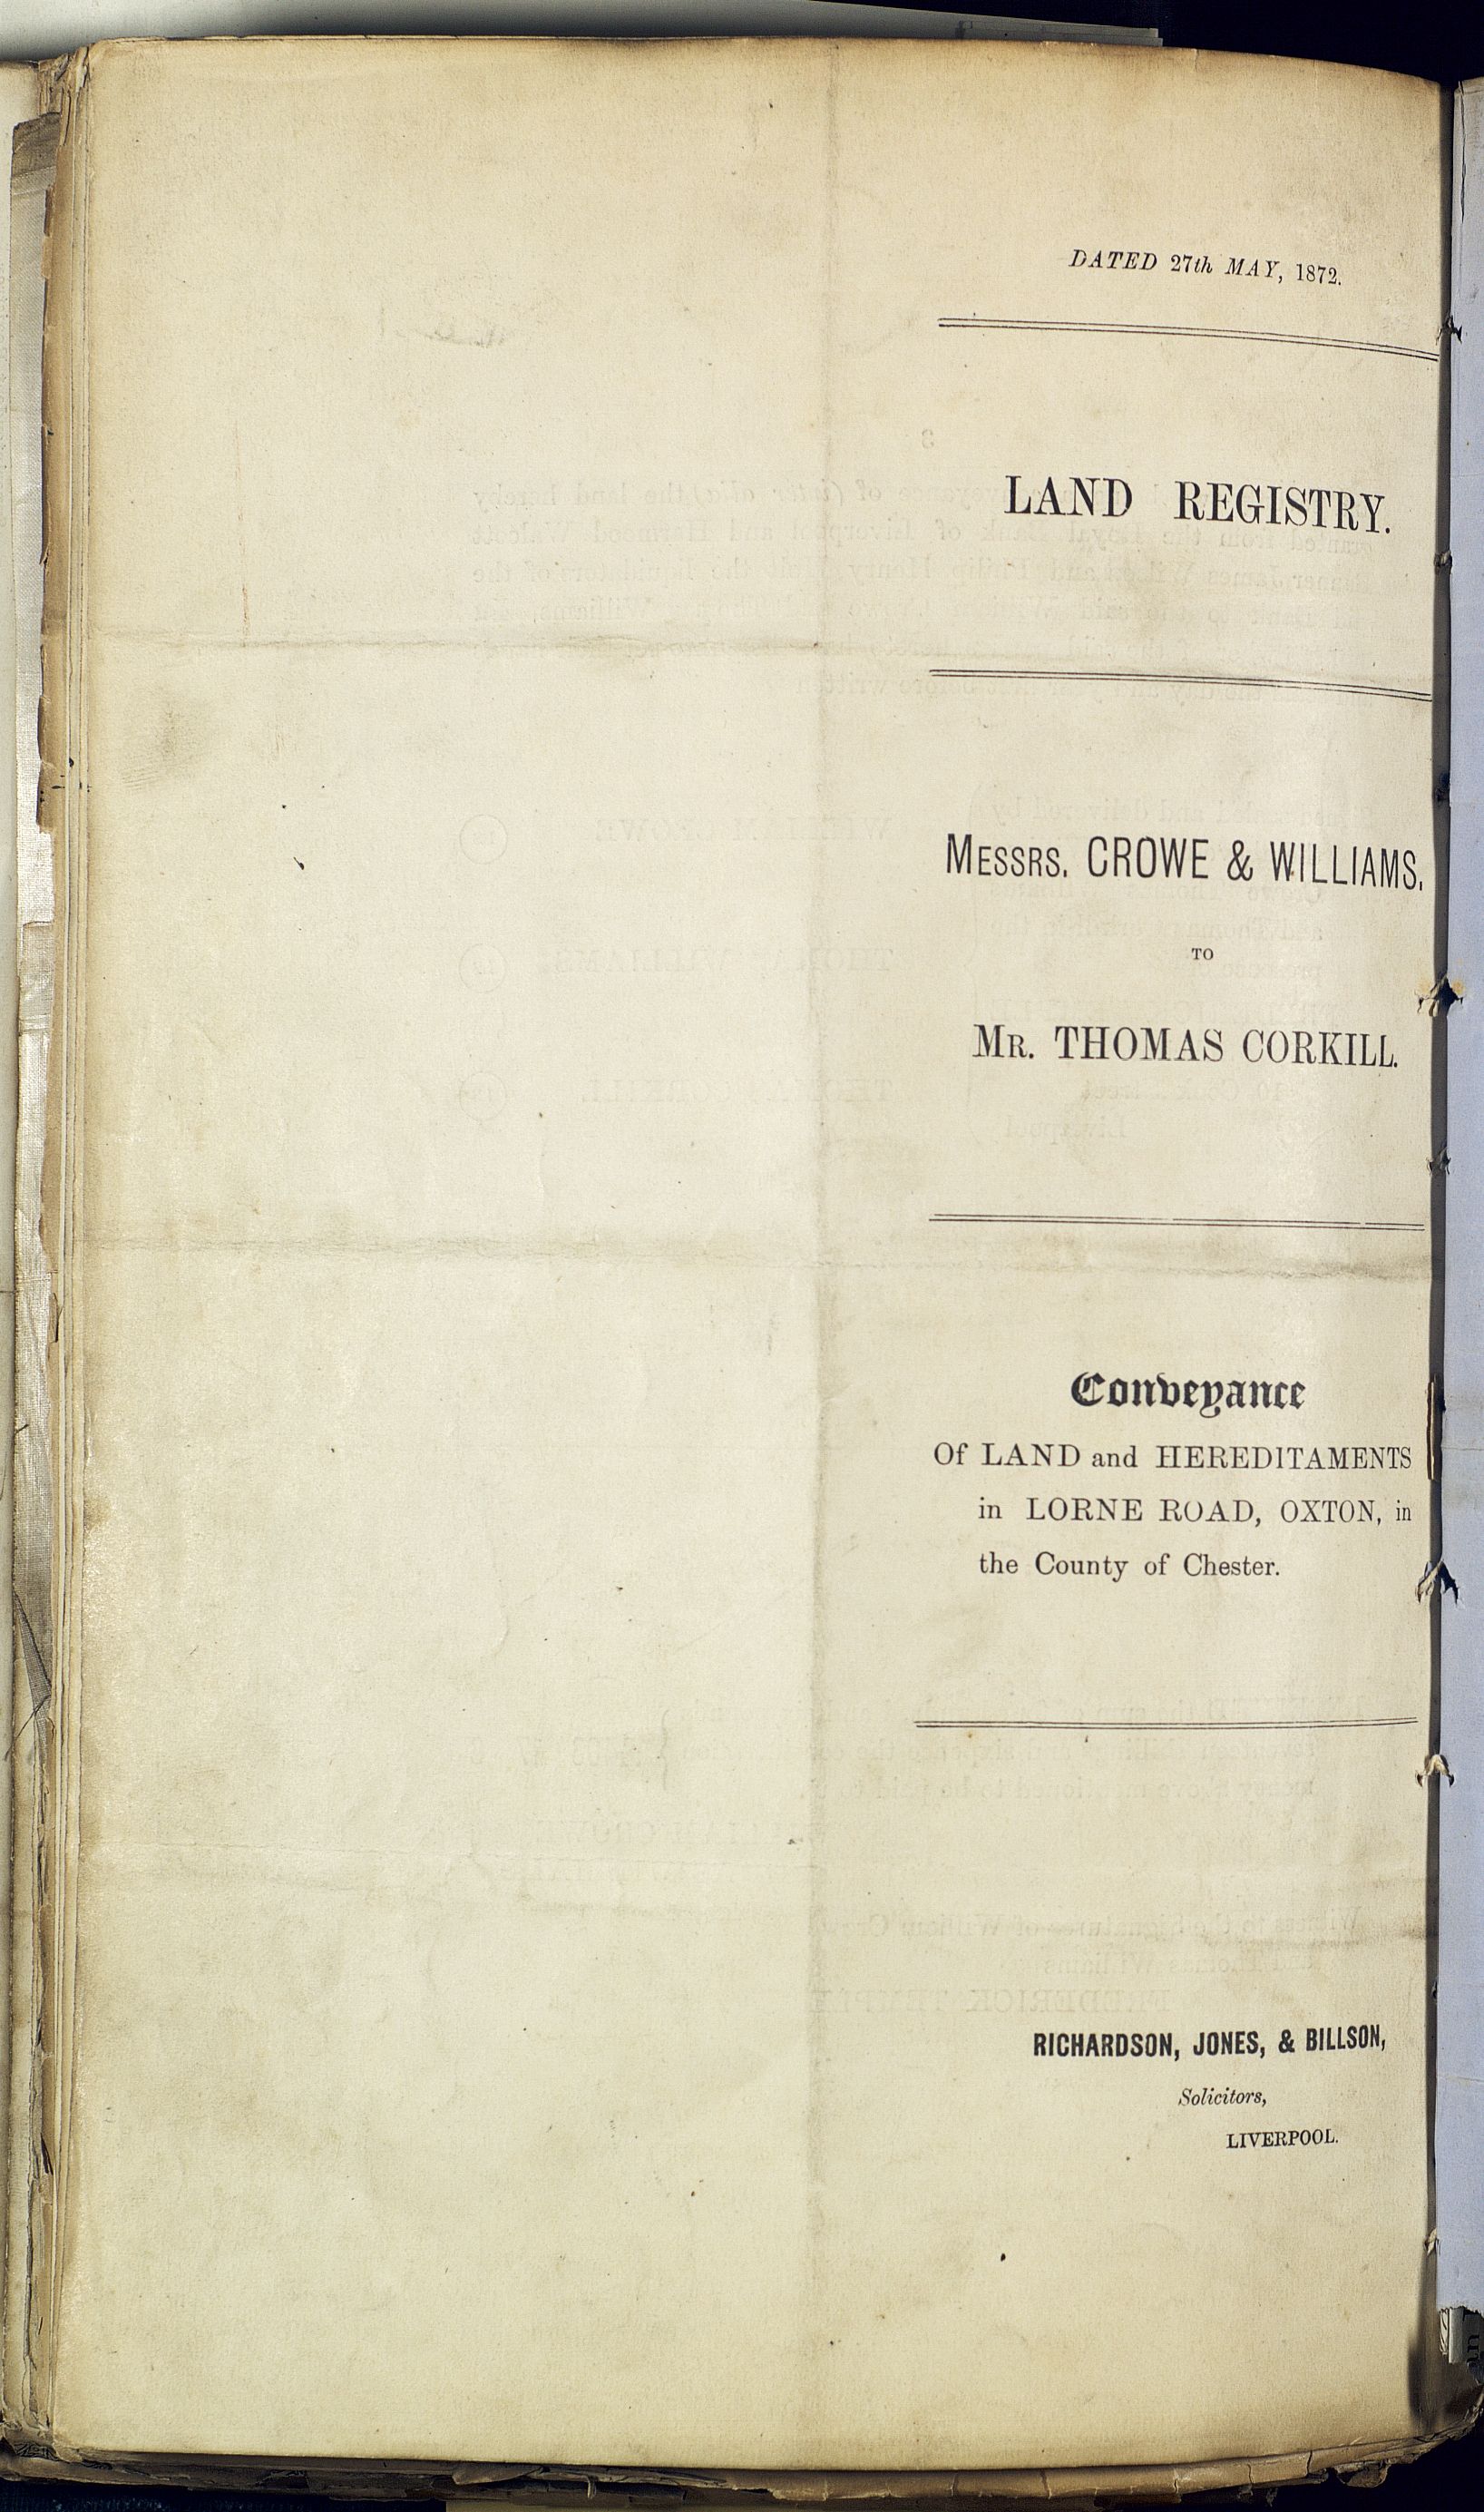 DATED 27th MAY, 1872.
LAND REGISTRY.
MESSRS. CROWE & WILLIAMS.
TO
MR. THOMAS CORKILL.
Conveyance
Of LAND and HEREDITAMENTS
in LORNE ROAD, OXTON, in
the County of Chester.
RICHARDSON, JONES, & BILLSON,
Solicitors,
LIVERPOOL.